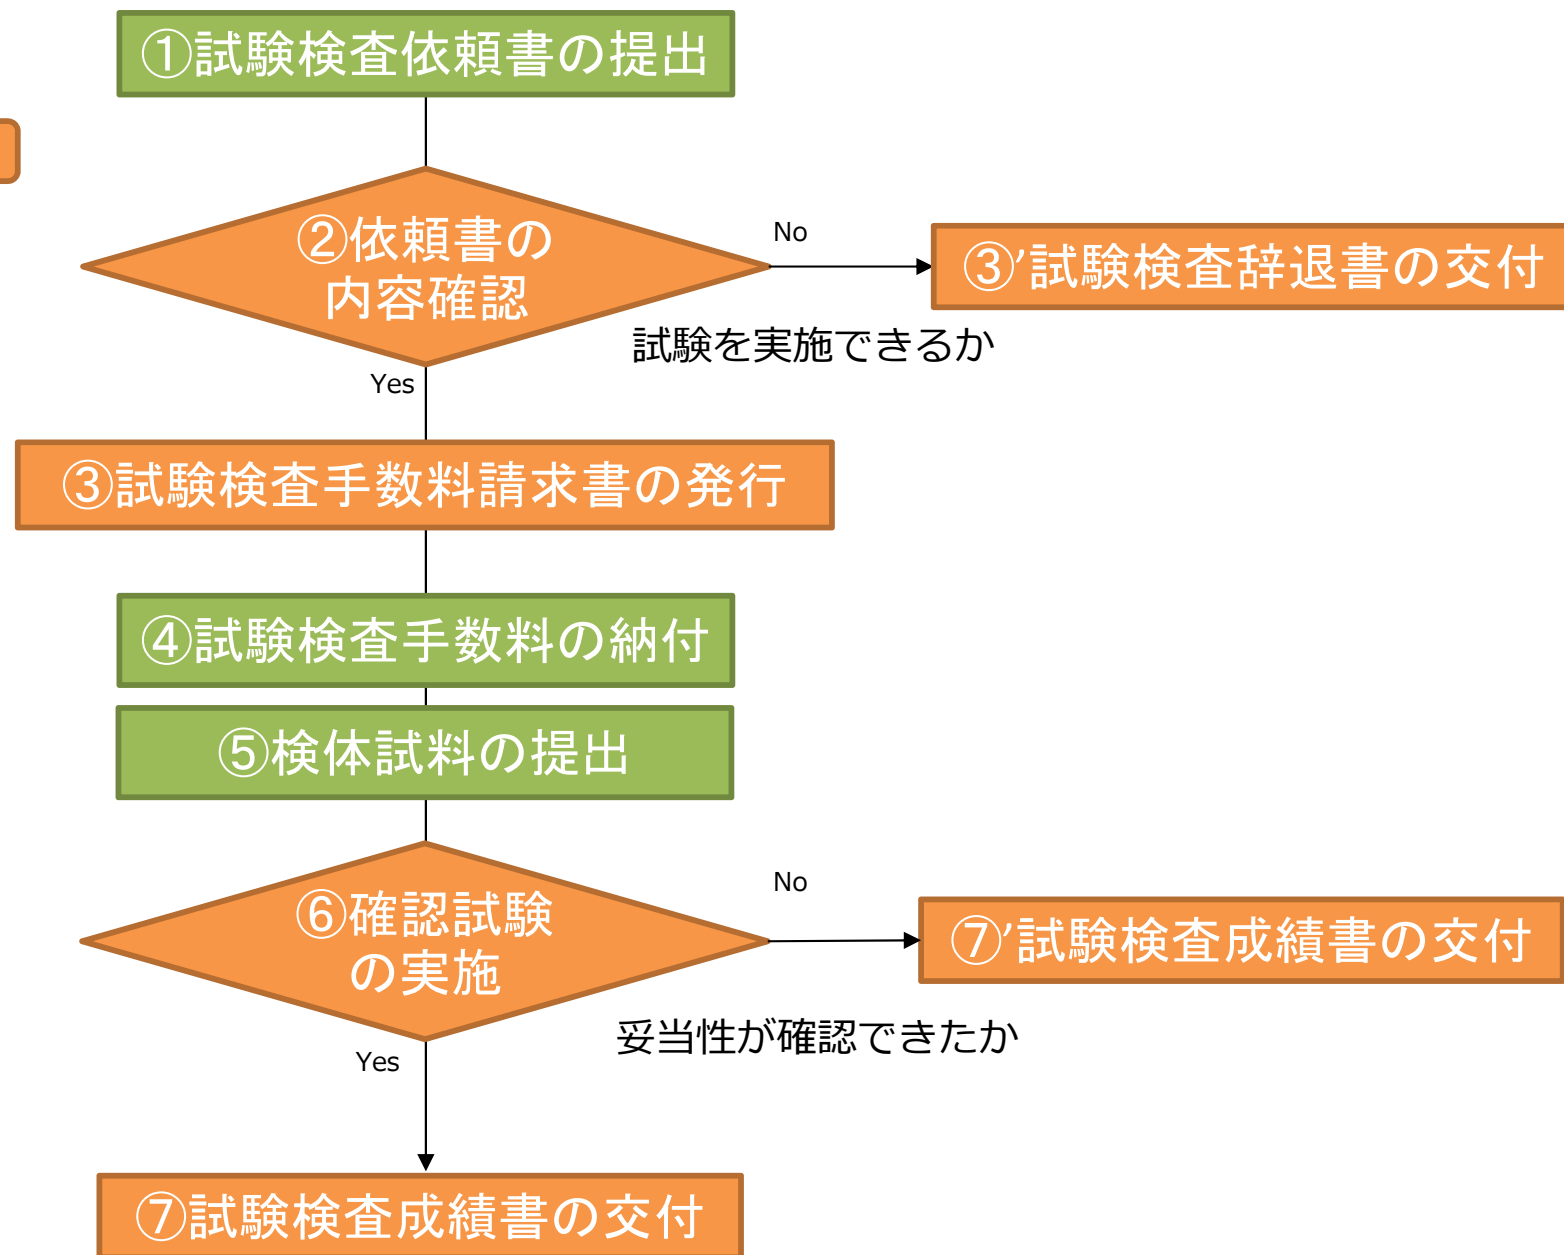 ①試験検査依頼書の提出
②依頼書の
内容確認
No
③’試験検査辞退書の交付
試験を実施できるか
Yes
③試験検査手数料請求書の発行
④試験検査手数料の納付
⑤検体試料の提出
⑥確認試験
の実施
No
⑦’試験検査成績書の交付
妥当性が確認できたか
Yes
⑦試験検査成績書の交付